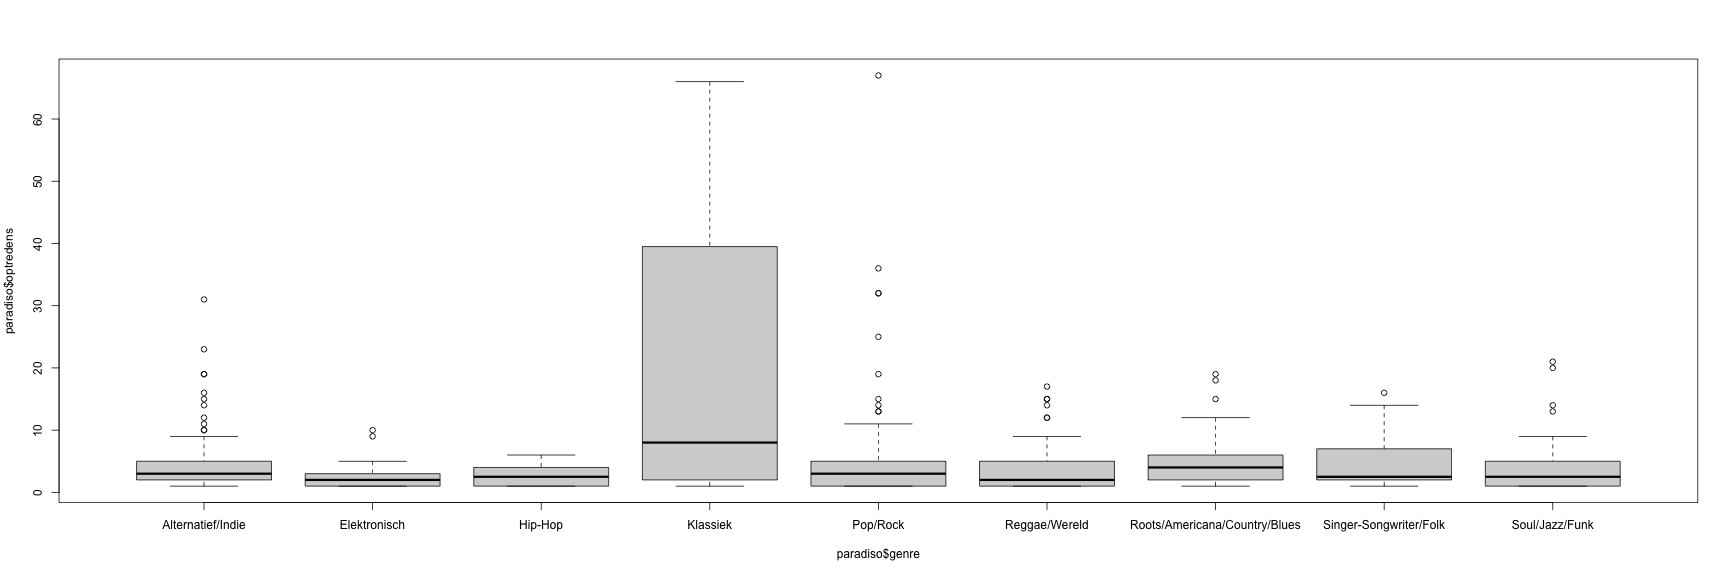 paradiso$optredens
60
50
40
30
20
10
0
Alternatief/Indie Elektronisch Hip-Hop Klassiek Pop/Rock Reggae/Wereld Roots/Americana/Country/Blues Singer-Songwriter/Folk Soul/Jazz/Funk
paradiso$genre